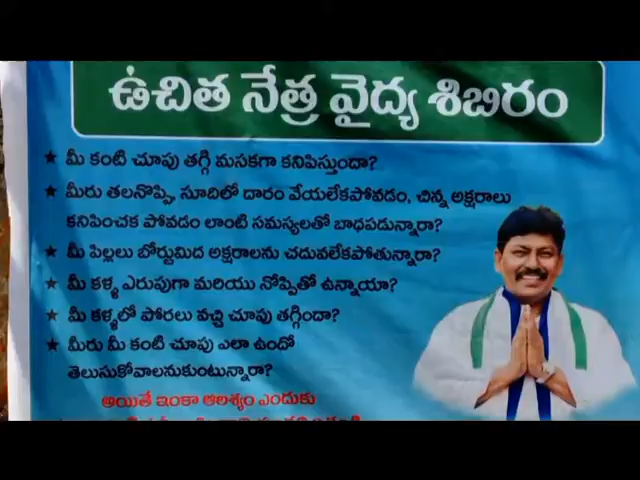 ఉచిత నేత్ర వైద్య శిబిరం
★ మీ కంటి చూపు తగ్గి మసకగా కనిపిస్తుందా?
★ మీరు తలనొప్పి, సూదిలో దారం వేయలేకపోవడం, చిన్న అక్షరాలు
కనిపించక పోవడం లాంటి సమస్యలతో బాధపడుతున్నారా?
★ మీ పిల్లలు బోర్డుమీద అక్షరాలను చదువలేకపోతున్నారా?
★ మీ కళ్ళు ఎరుపుగా మరియు నొప్పితో ఉన్నాయా?
★ మీ కళ్ళలో పొరలు వచ్చి చూపు తగ్గిందా?
★ మీరు మీ కంటి చూపు ఎలా ఉందో
తెలుసుకోవాలనుకుంటున్నారా?
అయితే ఇంకా ఆలశ్యం ఎందుకు